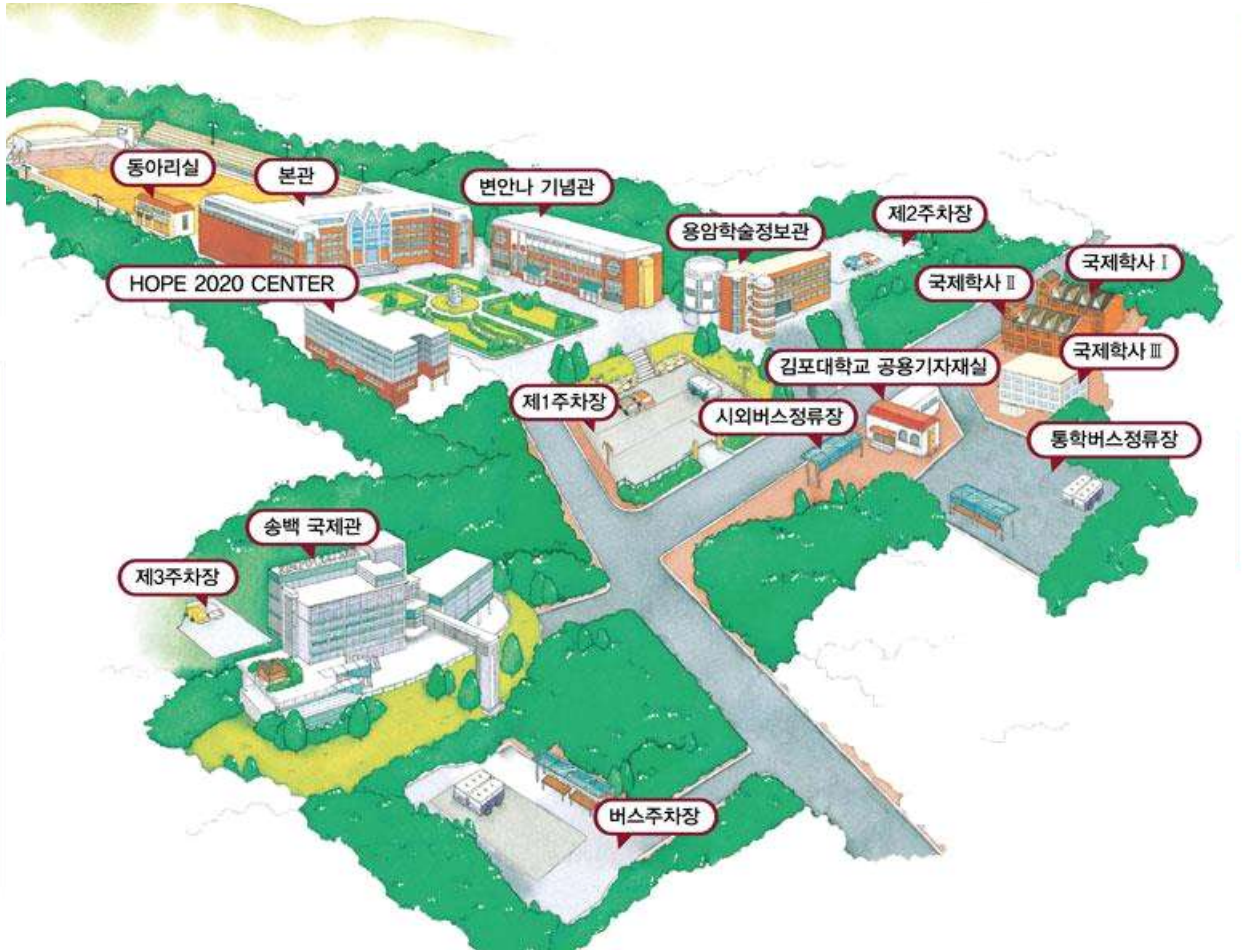 동아리실
본관
변안나 기념관
용암학술정보관
제2주차장
국제학사 Ⅰ
국제학사 Ⅱ
HOPE 2020 CENTER
국제학사 Ⅲ
김포대학교 공용기자재실
제1주차장
시외버스정류장
통학버스정류장
송백 국제관
제3주차장
버스주차장